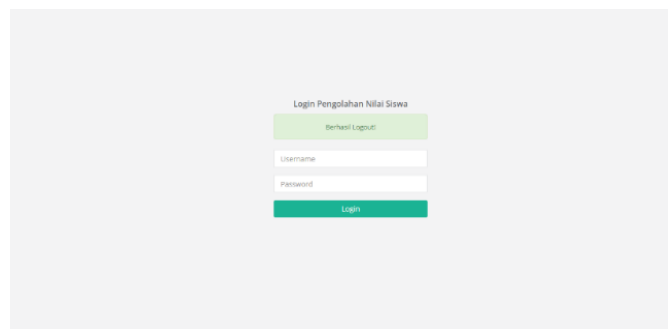 Login Pengolahan Nilai Siswa
Berhasil Logout!
Username
Password
Login